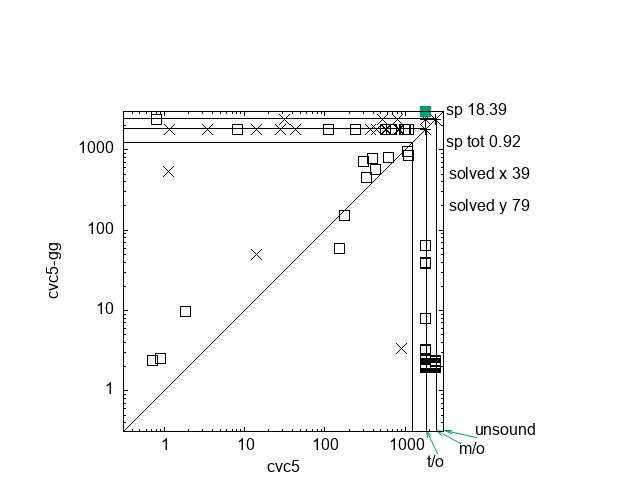 sp 18.39
sp tot 0.92
solved x 39
solved y 79
1000
100
10
1
cvc5-gg
1
10
100
1000
cvc5
unsound
m/o
t/o